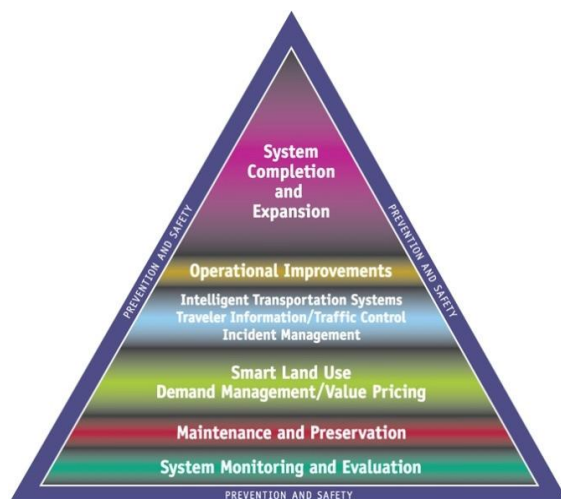 System
Completion
and
Expansion
Operational Improvements
Intelligent Transportation Systems
Traveler Information/Traffic Control
Incident Management
Smart Land Use
Demand Management/Value Pricing
Maintenance and Preservation
System Monitoring and Evaluation
PREVENTION AND SAFETY
PREVENTION AND SAFETY
PREVENTION AND SAFETY